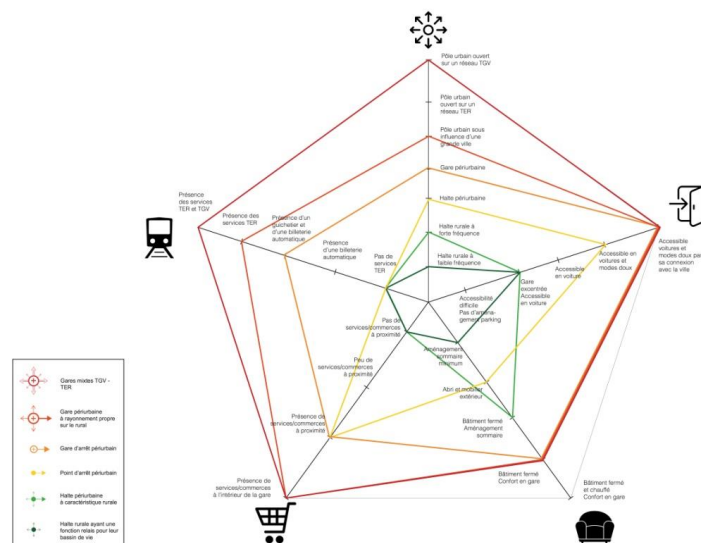 Pôle urbain ouvert
sur un réseau TGV
Pôle urbain
ouvert sur un
réseau TER
Pôle urbain sous
influence d'une
grande ville
Gare périurbaine
Halte périurbaine
Halte rurale à
forte fréquence
Halte rurale à
faible fréquence
Présence
des services
TER et TGV
Présence des services TER
Présence d'un
guichetier et
d'une billeterie
automatique
Présence
d'une billeterie
automatique
Pas de
services
TER
Accessible
voitures et
modes doux par
sa connexion
avec la ville
Accessible en
voitures et
modes doux
Accessible
en voiture
Gare
excentrée
Accessible
en voiture
Accessibilité
difficile
Pas d'aména-
gement parking
Pas de
services/commerces
à proximité
Peu de
services/commerces
à proximité
Présence de
services/commerces
à proximité
Présence de
services/commerces
à l'intérieur de la gare
Aménagement
sommaire
minimum
Abri et mobilier
extérieur
Bâtiment fermé
Aménagement
sommaire
Bâtiment fermé
Confort en gare
Bâtiment fermé
et chauffé
Confort en gare
Gares mixtes TGV -
TER
Gare périurbaine
à rayonnement propre
sur le rural
Gare d'arrêt périurbain
Point d'arrêt périurbain
Halte périurbaine
à caractéristique rurale
Halte rurale ayant une
fonction relais pour leur
bassin de vie